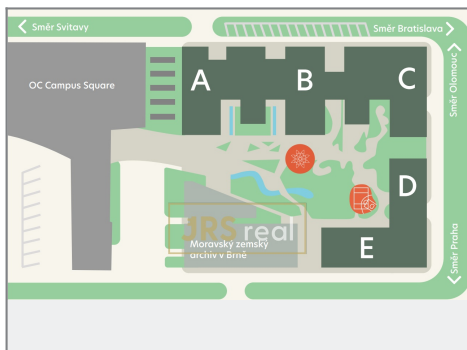 Směr Svitavy
Směr Bratislava
Směr Olomouc
OC Campus Square
A
B
C
D
E
JRS real
Moravský zemský
archiv v Brně
Směr Praha